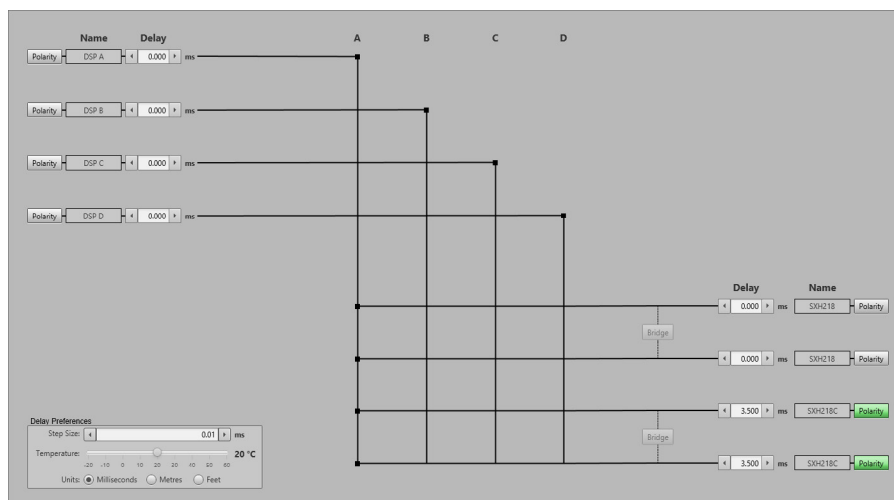 Name Delay A B C D
Polarity DSP A 0.000 ms
Polarity DSP B 0.000 ms
Polarity DSP C 0.000 ms
Polarity DSP D 0.000 ms
Delay Name
0.000 ms SXH218 Polarity
Bridge
0.000 ms SXH218 Polarity
3.500 ms SXH218C Polarity
Bridge
3.500 ms SXH218C Polarity
Delay Preferences
Step Size: 0.01 ms
Temperature: 20 °C
-20 -10 0 10 20 30 40 50 60
Units: Milliseconds Metres Feet